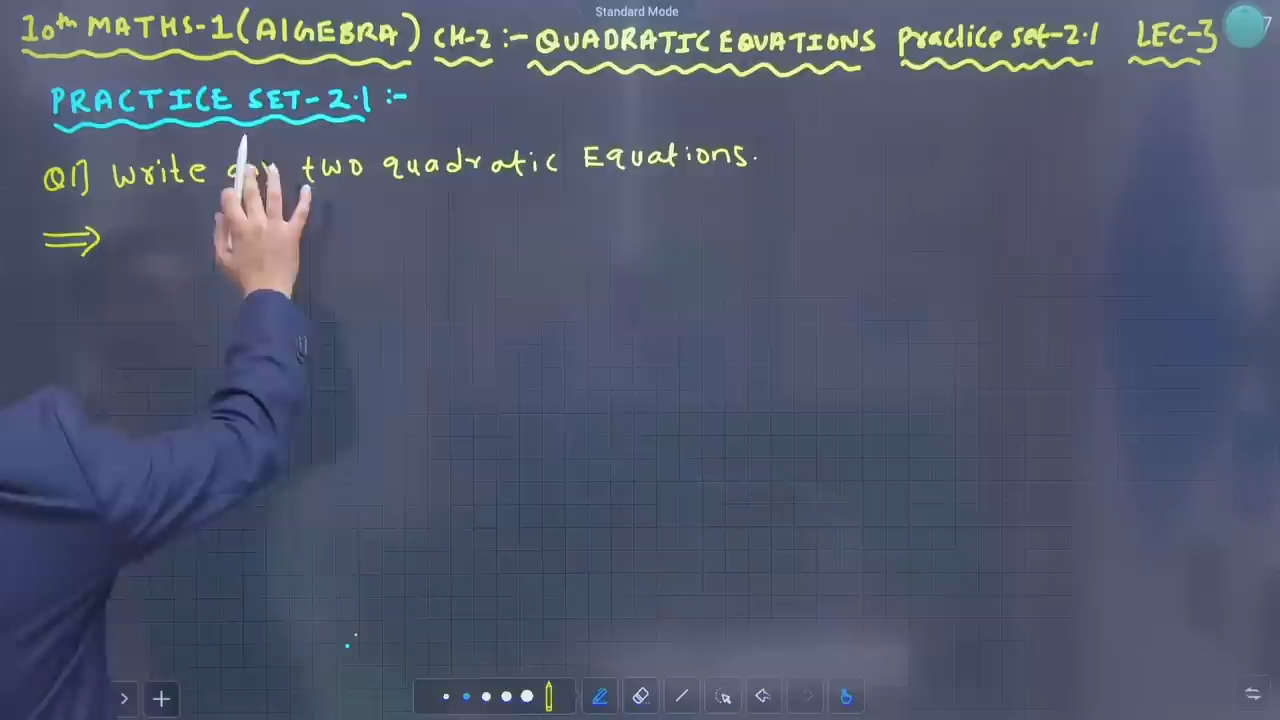 Standard Mode
10th MATHS-1 (ALGEBRA) CH-2 :- QUADRATIC EQUATIONS practice set-2.1 LEC-3
PRACTICE SET-2.1 :-
Q1] Write two quadratic Equations.
⇒